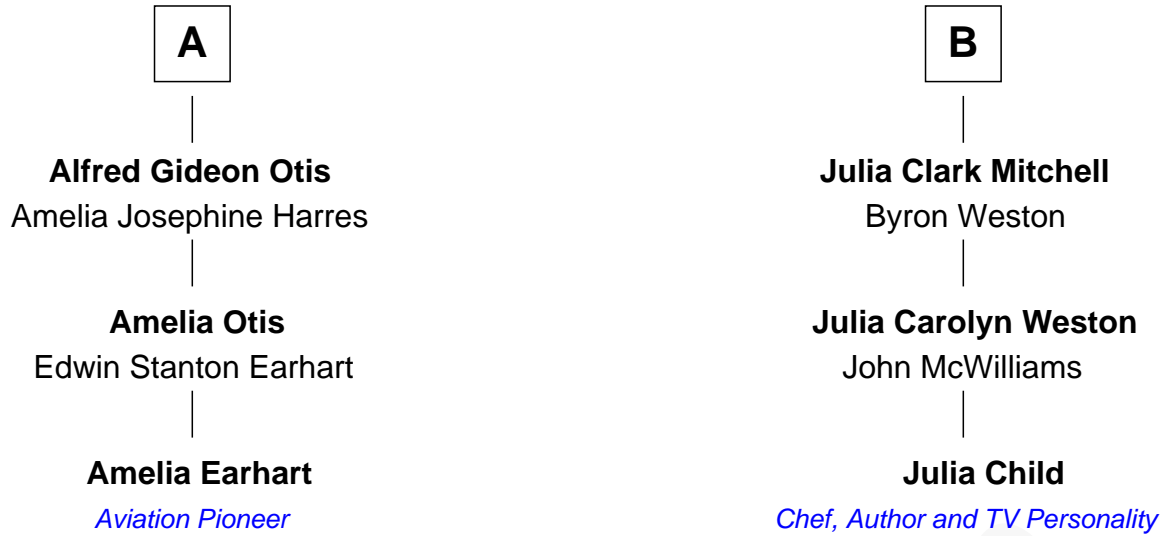 A
B
Alfred Gideon Otis
Julia Clark Mitchell
Amelia Josephine Harres
Byron Weston
Amelia Otis
Julia Carolyn Weston
Edwin Stanton Earhart
John McWilliams
Amelia Earhart
Julia Child
Aviation Pioneer
Chef, Author and TV Personality